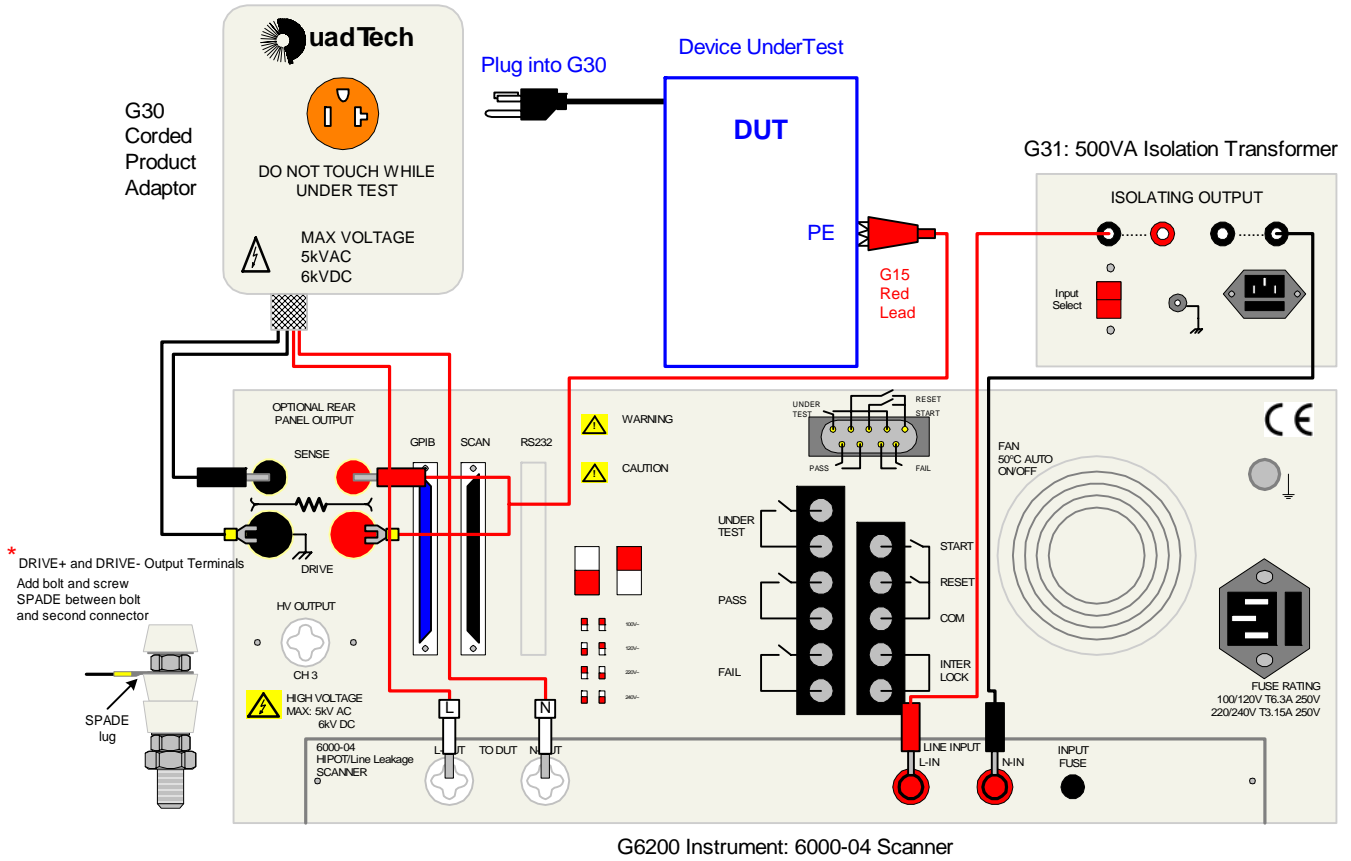 uadTech
DO NOT TOUCH WHILE
UNDER TEST
MAX VOLTAGE
5kVAC
6kVDC
G30
Corded
Product
Adaptor
Plug into G30
Device UnderTest
DUT
PE
G15
Red
Lead
G31: 500VA Isolation Transformer
ISOLATING OUTPUT
Input
Select
OPTIONAL REAR
PANEL OUTPUT
SENSE
DRIVE
GPIB
SCAN
RS232
WARNING
CAUTION
UNDER
TEST
RESET
START
PASS
FAIL
FAN
50°C AUTO
ON/OFF
CE
UNDER
TEST
PASS
FAIL
START
RESET
COM
INTER
LOCK
100V~
120V~
220V~
240V~
* DRIVE+ and DRIVE- Output Terminals
Add bolt and screw
SPADE between bolt
and second connector
SPADE
lug
HV OUTPUT
CH 3
HIGH VOLTAGE
MAX: 5kV AC
6kV DC
FUSE RATING
100/120V T6.3A 250V
220/240V T3.15A 250V
L
N
6000-04
HIPOT/Line Leakage
SCANNER
TO DUT
LINE INPUT
L-IN
N-IN
INPUT
FUSE
G6200 Instrument: 6000-04 Scanner